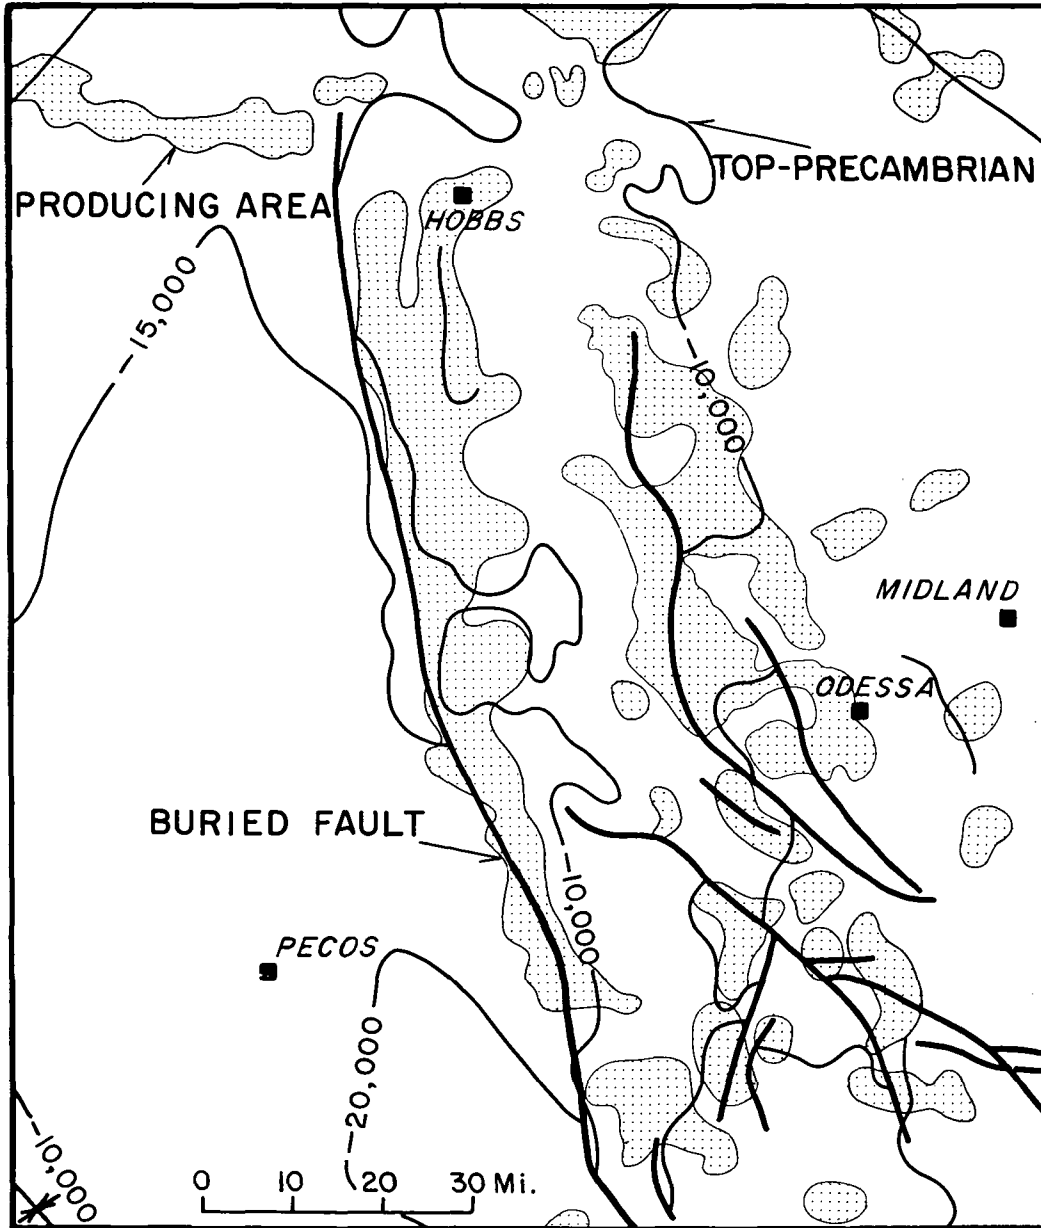 TOP-PRECAMBRIAN
PRODUCING AREA
HOBBS
-15,000
-10,000
MIDLAND
ODESSA
BURIED FAULT
-10,000
PECOS
-20,000
-10,000
0 10 20 30 Mi.